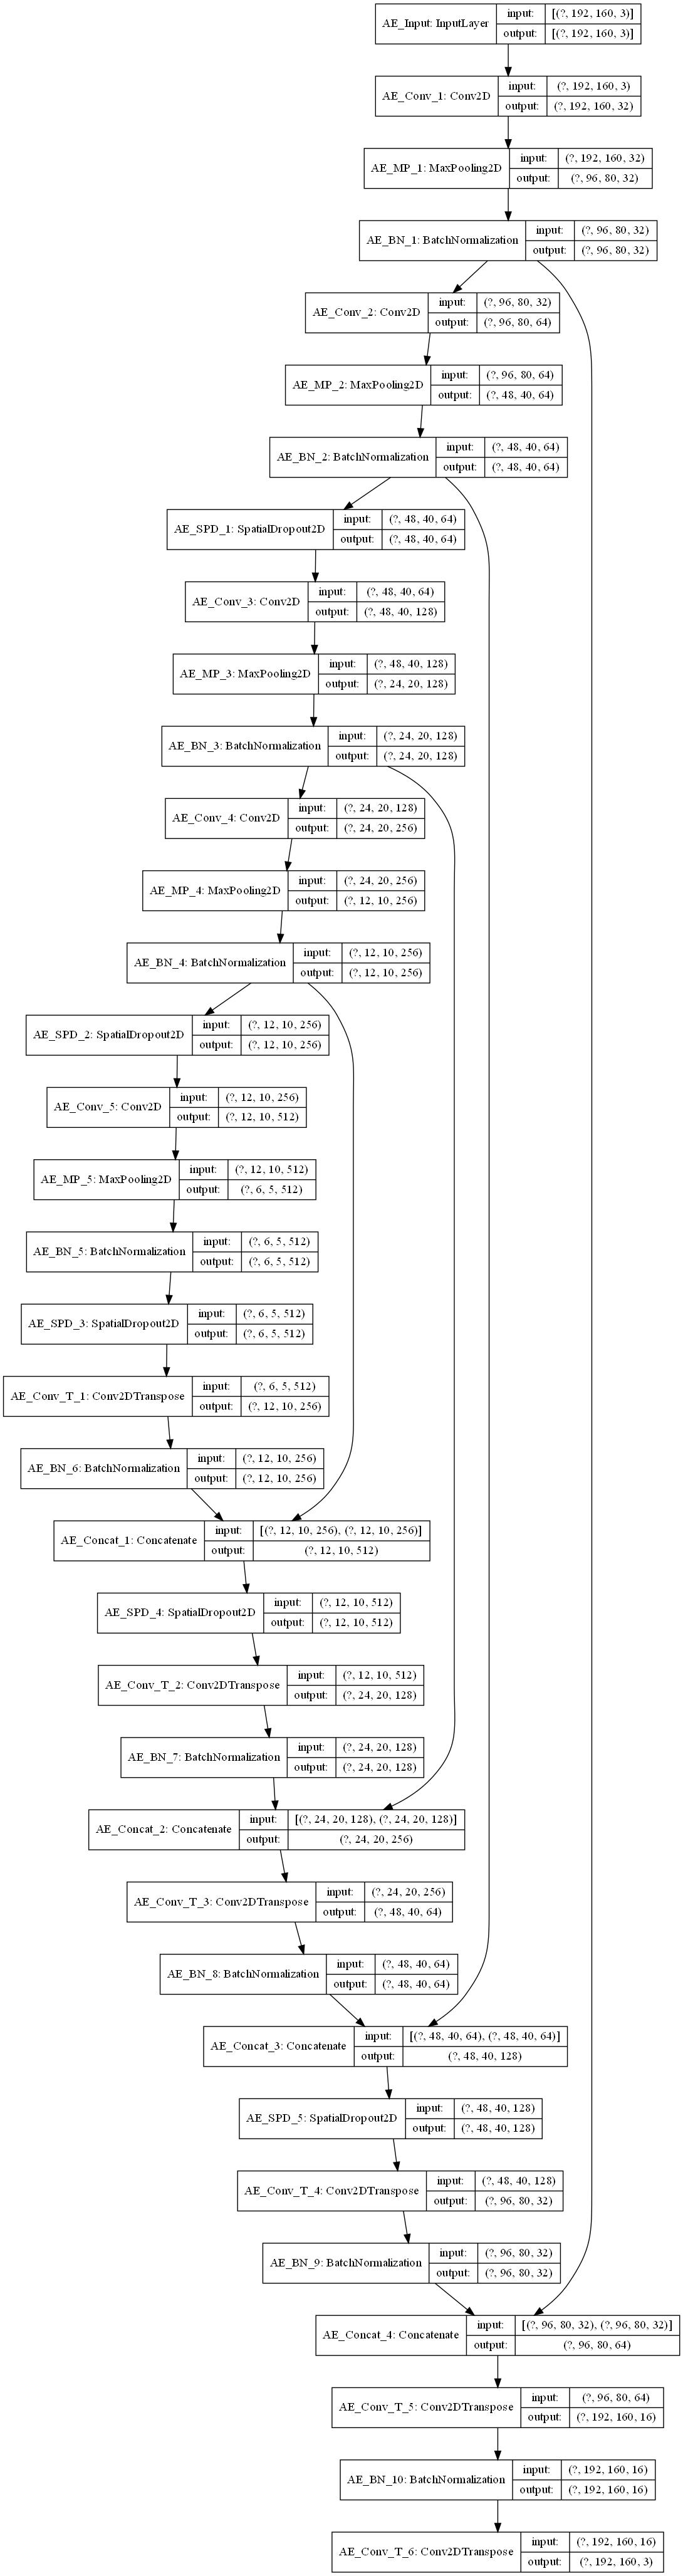 AE_Input: InputLayer input: [(?, 192, 160, 3)]
output: [(?, 192, 160, 3)]
AE_Conv_1: Conv2D input: (?, 192, 160, 3)
output: (?, 192, 160, 32)
AE_MP_1: MaxPooling2D input: (?, 192, 160, 32)
output: (?, 96, 80, 32)
AE_BN_1: BatchNormalization input: (?, 96, 80, 32)
output: (?, 96, 80, 32)
AE_Conv_2: Conv2D input: (?, 96, 80, 32)
output: (?, 96, 80, 64)
AE_MP_2: MaxPooling2D input: (?, 96, 80, 64)
output: (?, 48, 40, 64)
AE_BN_2: BatchNormalization input: (?, 48, 40, 64)
output: (?, 48, 40, 64)
AE_SPD_1: SpatialDropout2D input: (?, 48, 40, 64)
output: (?, 48, 40, 64)
AE_Conv_3: Conv2D input: (?, 48, 40, 64)
output: (?, 48, 40, 128)
AE_MP_3: MaxPooling2D input: (?, 48, 40, 128)
output: (?, 24, 20, 128)
AE_BN_3: BatchNormalization input: (?, 24, 20, 128)
output: (?, 24, 20, 128)
AE_Conv_4: Conv2D input: (?, 24, 20, 128)
output: (?, 24, 20, 256)
AE_MP_4: MaxPooling2D input: (?, 24, 20, 256)
output: (?, 12, 10, 256)
AE_BN_4: BatchNormalization input: (?, 12, 10, 256)
output: (?, 12, 10, 256)
AE_SPD_2: SpatialDropout2D input: (?, 12, 10, 256)
output: (?, 12, 10, 256)
AE_Conv_5: Conv2D input: (?, 12, 10, 256)
output: (?, 12, 10, 512)
AE_MP_5: MaxPooling2D input: (?, 12, 10, 512)
output: (?, 6, 5, 512)
AE_BN_5: BatchNormalization input: (?, 6, 5, 512)
output: (?, 6, 5, 512)
AE_SPD_3: SpatialDropout2D input: (?, 6, 5, 512)
output: (?, 6, 5, 512)
AE_Conv_T_1: Conv2DTranspose input: (?, 6, 5, 512)
output: (?, 12, 10, 256)
AE_BN_6: BatchNormalization input: (?, 12, 10, 256)
output: (?, 12, 10, 256)
AE_Concat_1: Concatenate input: [(?, 12, 10, 256), (?, 12, 10, 256)]
output: (?, 12, 10, 512)
AE_SPD_4: SpatialDropout2D input: (?, 12, 10, 512)
output: (?, 12, 10, 512)
AE_Conv_T_2: Conv2DTranspose input: (?, 12, 10, 512)
output: (?, 24, 20, 128)
AE_BN_7: BatchNormalization input: (?, 24, 20, 128)
output: (?, 24, 20, 128)
AE_Concat_2: Concatenate input: [(?, 24, 20, 128), (?, 24, 20, 128)]
output: (?, 24, 20, 256)
AE_Conv_T_3: Conv2DTranspose input: (?, 24, 20, 256)
output: (?, 48, 40, 64)
AE_BN_8: BatchNormalization input: (?, 48, 40, 64)
output: (?, 48, 40, 64)
AE_Concat_3: Concatenate input: [(?, 48, 40, 64), (?, 48, 40, 64)]
output: (?, 48, 40, 128)
AE_SPD_5: SpatialDropout2D input: (?, 48, 40, 128)
output: (?, 48, 40, 128)
AE_Conv_T_4: Conv2DTranspose input: (?, 48, 40, 128)
output: (?, 96, 80, 32)
AE_BN_9: BatchNormalization input: (?, 96, 80, 32)
output: (?, 96, 80, 32)
AE_Concat_4: Concatenate input: [(?, 96, 80, 32), (?, 96, 80, 32)]
output: (?, 96, 80, 64)
AE_Conv_T_5: Conv2DTranspose input: (?, 96, 80, 64)
output: (?, 192, 160, 16)
AE_BN_10: BatchNormalization input: (?, 192, 160, 16)
output: (?, 192, 160, 16)
AE_Conv_T_6: Conv2DTranspose input: (?, 192, 160, 16)
output: (?, 192, 160, 3)